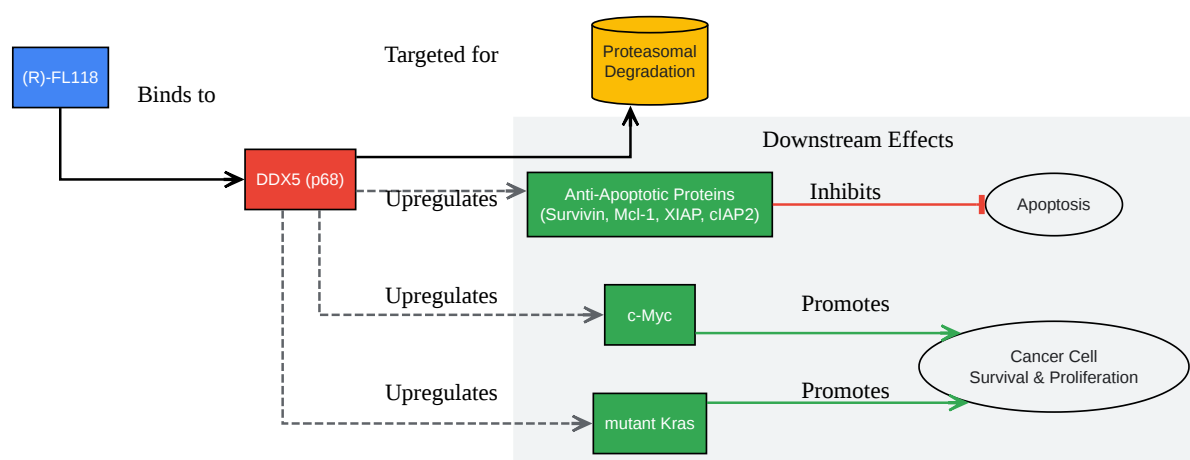 (R)-FL118
Binds to
Targeted for
Proteasomal
Degradation
Downstream Effects
DDX5 (p68)
Upregulates
Anti-Apoptotic Proteins
(Survivin, Mcl-1, XIAP, cIAP2)
Inhibits
Apoptosis
Upregulates
c-Myc
Promotes
Cancer Cell
Survival & Proliferation
Upregulates
mutant Kras
Promotes